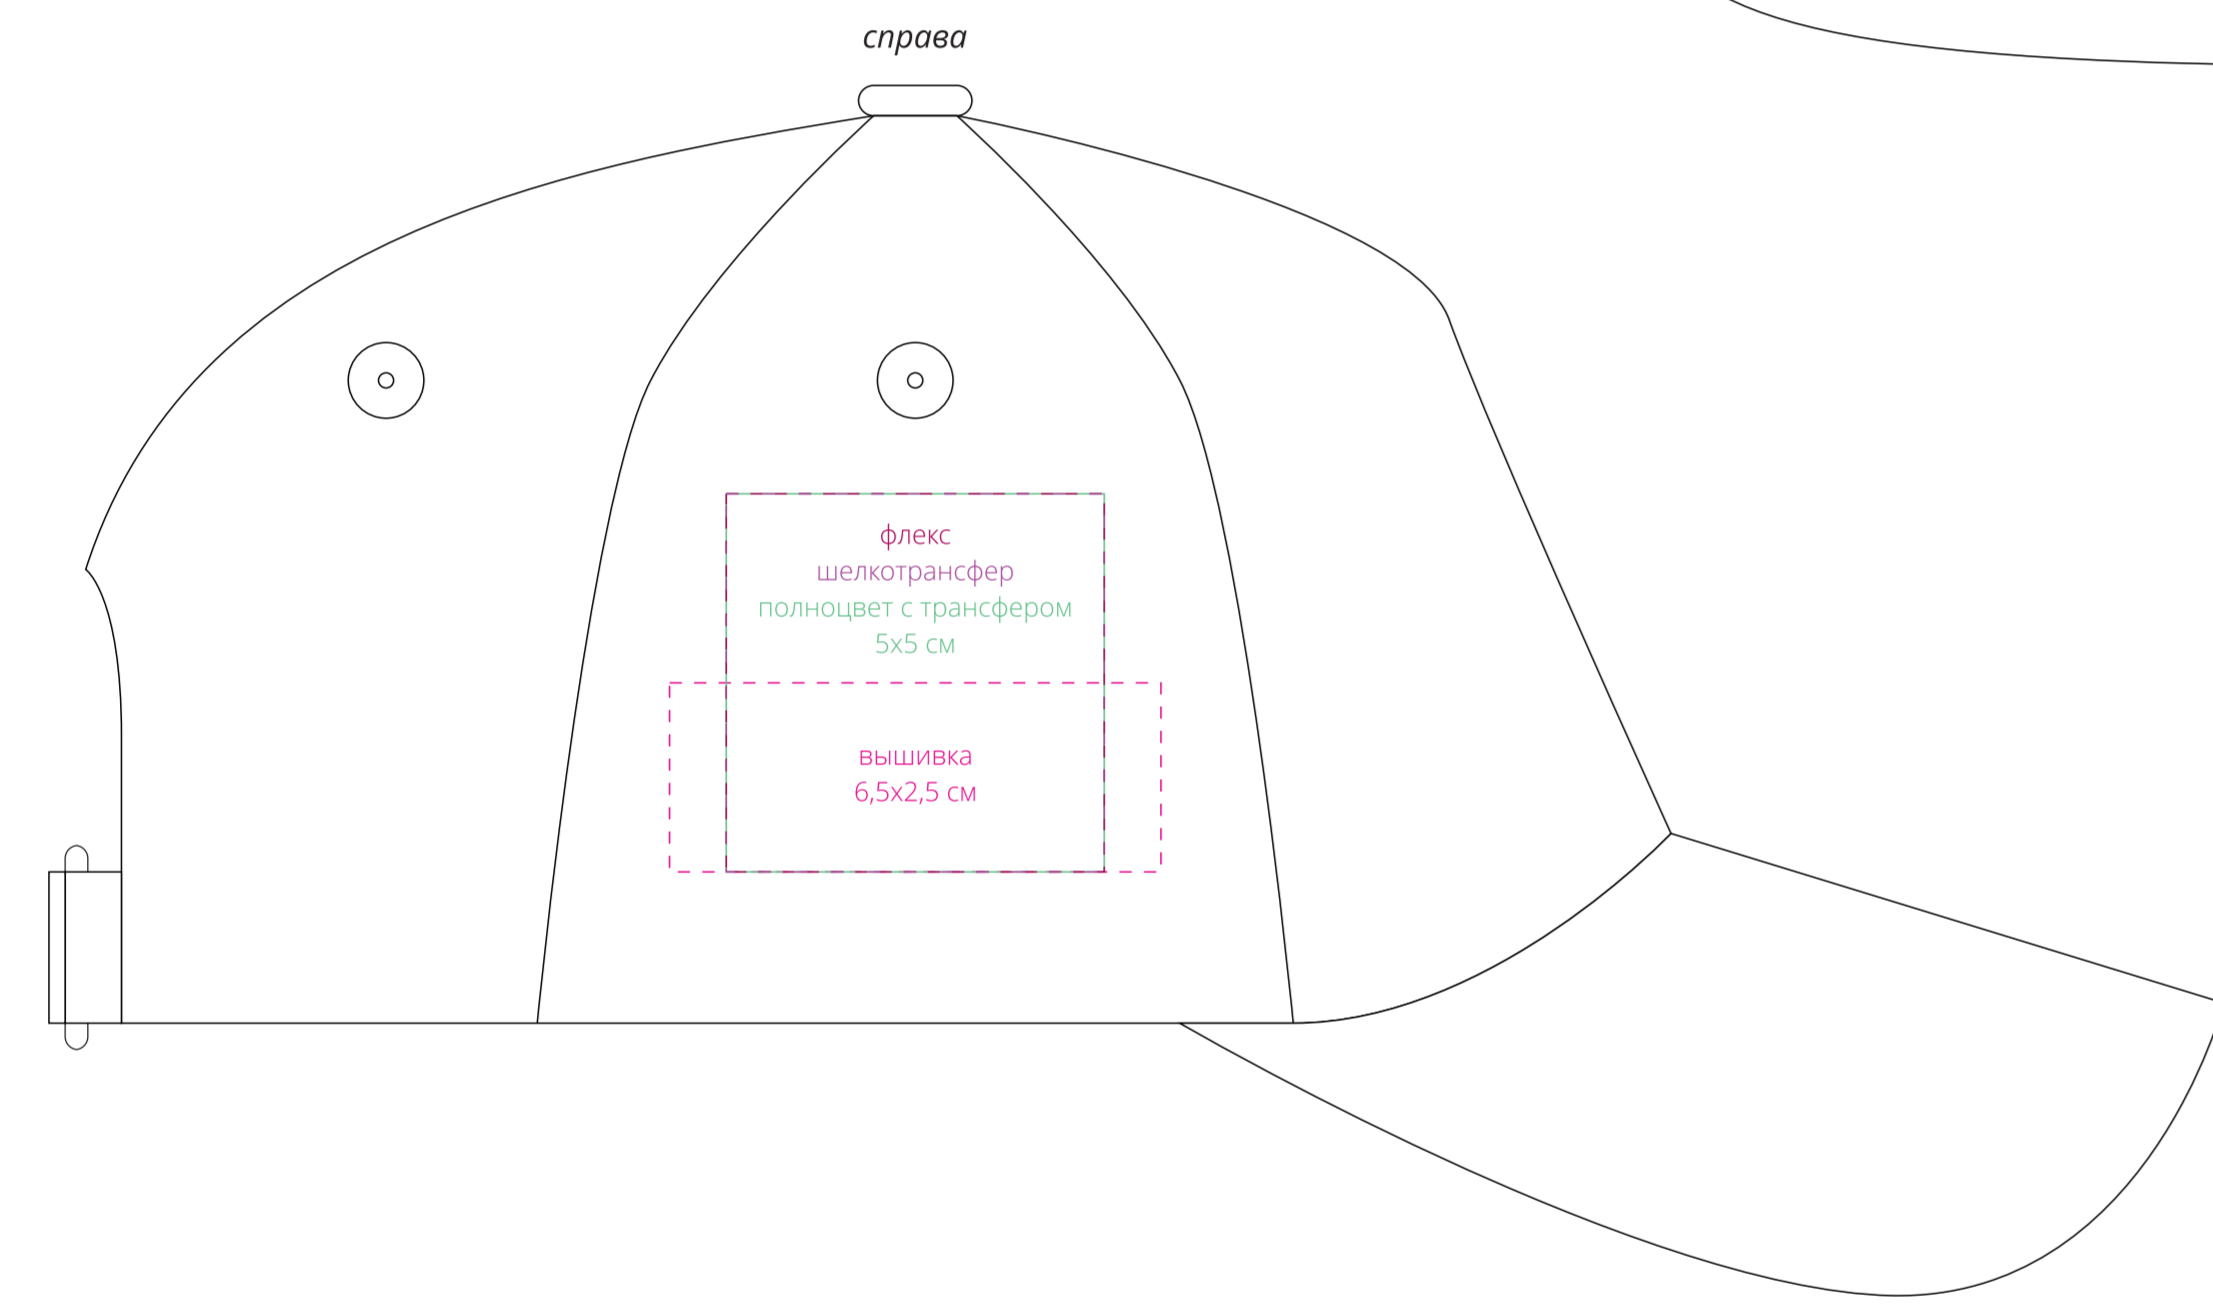 справа
флекс
шелкотрансфер
полноцвет с трансфером
5х5 см
вышивка
6,5х2,5 см